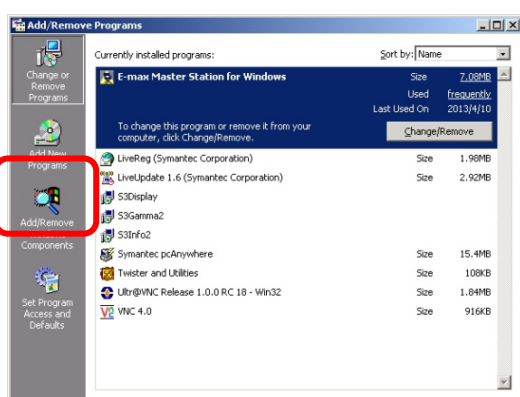 Add/Remove Programs
Currently installed programs:
Sort by: Name
Change or
Remove
Programs
Add New
Programs
Add/Remove
Windows
Components
Set Program
Access and
Defaults
E-max Master Station for Windows
Size 7.08MB
Used frequently
Last Used On 2013/4/10
To change this program or remove it from your
computer, click Change/Remove.
Change/Remove
LiveReg (Symantec Corporation) Size 1.98MB
LiveUpdate 1.6 (Symantec Corporation) Size 2.92MB
S3Display
S3Gamma2
S3Info2
Symantec pcAnywhere Size 15.4MB
Twister and Utilities Size 108KB
Ultr@VNC Release 1.0.0 RC 18 - Win32 Size 1.84MB
VNC 4.0 Size 916KB